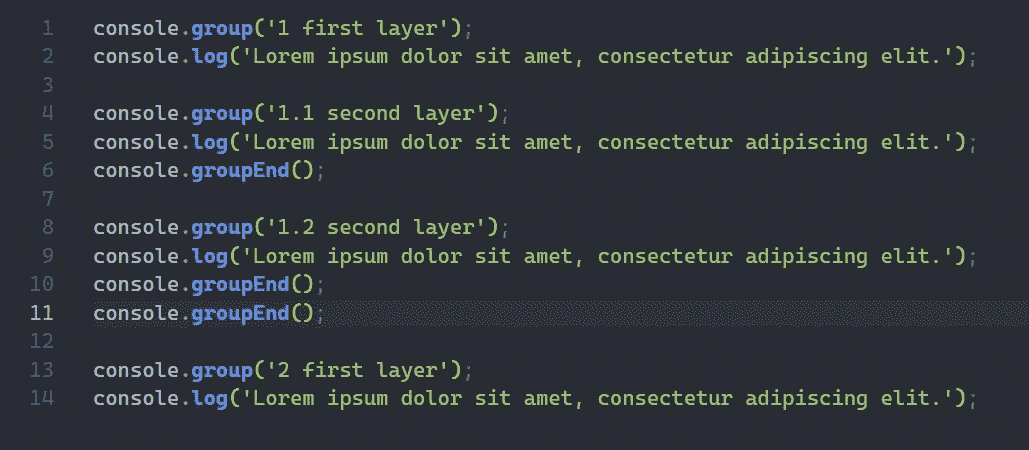 1 console.group('1 first layer');
2 console.log('Lorem ipsum dolor sit amet, consectetur adipiscing elit.');
3
4 console.group('1.1 second layer');
5 console.log('Lorem ipsum dolor sit amet, consectetur adipiscing elit.');
6 console.groupEnd();
7
8 console.group('1.2 second layer');
9 console.log('Lorem ipsum dolor sit amet, consectetur adipiscing elit.');
10 console.groupEnd();
11 console.groupEnd();
12
13 console.group('2 first layer');
14 console.log('Lorem ipsum dolor sit amet, consectetur adipiscing elit.');